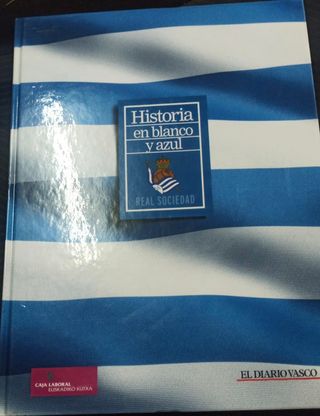 Historia
en blanco
y azul
REAL SOCIEDAD
CAJA LABORAL
EUSKADIKO KUTXA
EL DIARIO VASCO